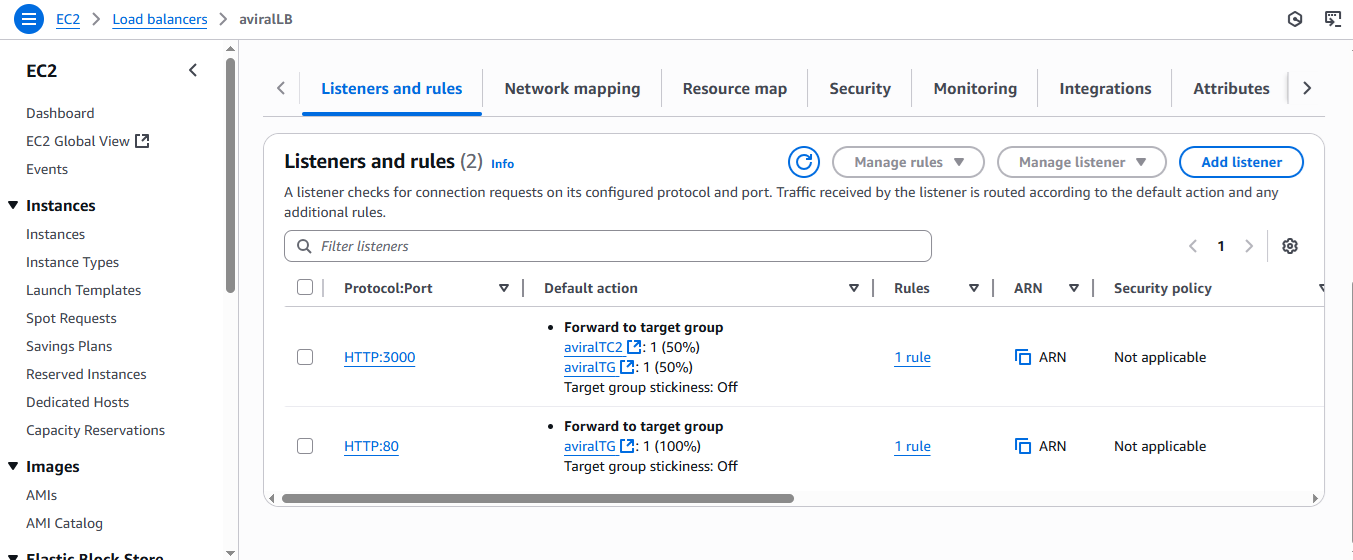 EC2 > Load balancers > aviralLB
EC2
Dashboard
EC2 Global View
Events
Instances
Instances
Instance Types
Launch Templates
Spot Requests
Savings Plans
Reserved Instances
Dedicated Hosts
Capacity Reservations
Images
AMIs
AMI Catalog
Elastic Block Store
Listeners and rules
Network mapping
Resource map
Security
Monitoring
Integrations
Attributes
Listeners and rules (2) Info
Manage rules
Manage listener
Add listener
A listener checks for connection requests on its configured protocol and port. Traffic received by the listener is routed according to the default action and any
additional rules.
Filter listeners
1
Protocol:Port Default action Rules ARN Security policy
HTTP:3000
Forward to target group
aviralTC2 : 1 (50%)
aviralTG : 1 (50%)
Target group stickiness: Off
1 rule
ARN
Not applicable
HTTP:80
Forward to target group
aviralTG : 1 (100%)
Target group stickiness: Off
1 rule
ARN
Not applicable